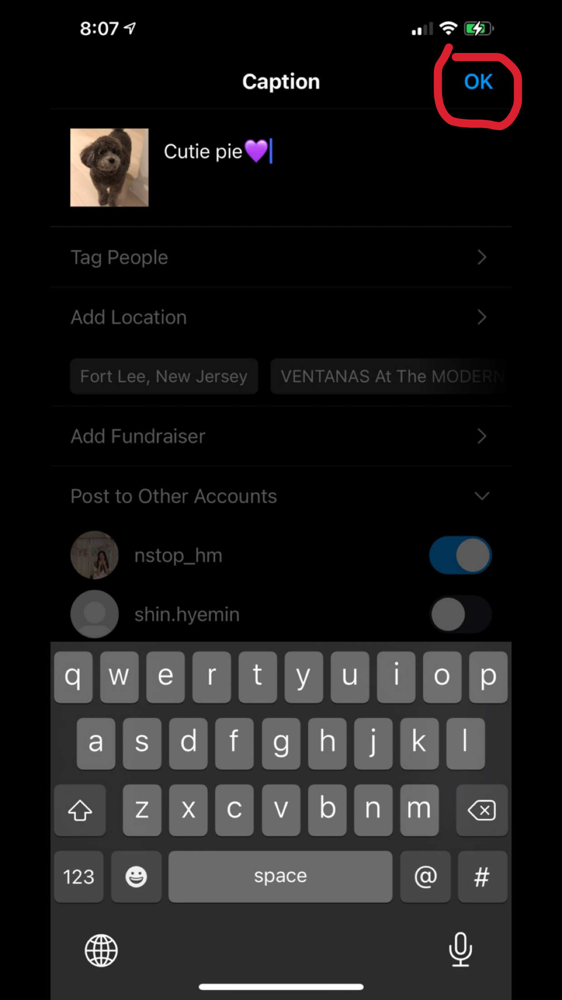 8:07
Caption
OK
Cutie pie💜
Tag People
Add Location
Fort Lee, New Jersey
VENTANAS At The MODERN
Add Fundraiser
Post to Other Accounts
nstop_hm
shin.hyemin
q w e r t y u i o p
a s d f g h j k l
z x c v b n m
123 space @ #